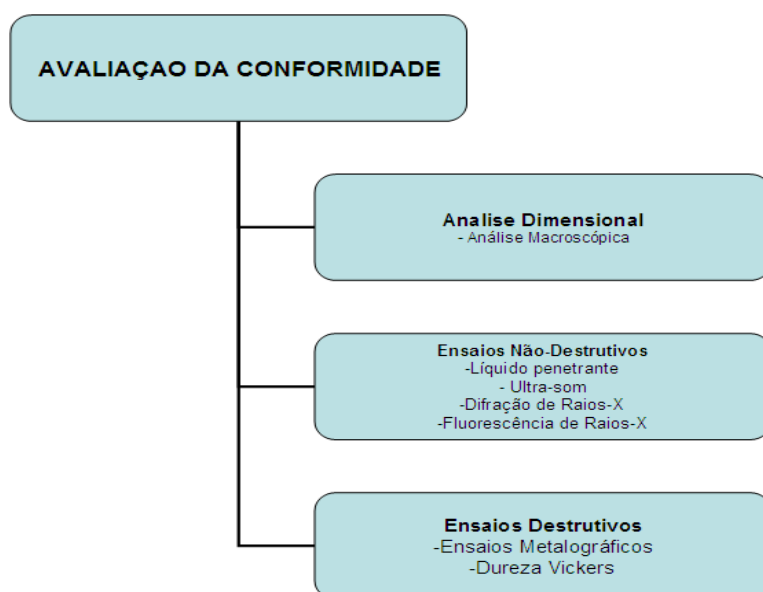 AVALIAÇAO DA CONFORMIDADE
Analise Dimensional
- Análise Macroscópica
Ensaios Não-Destrutivos
-Líquido penetrante
- Ultra-som
-Difração de Raios-X
-Fluorescência de Raios-X
Ensaios Destrutivos
-Ensaios Metalográficos
-Dureza Vickers